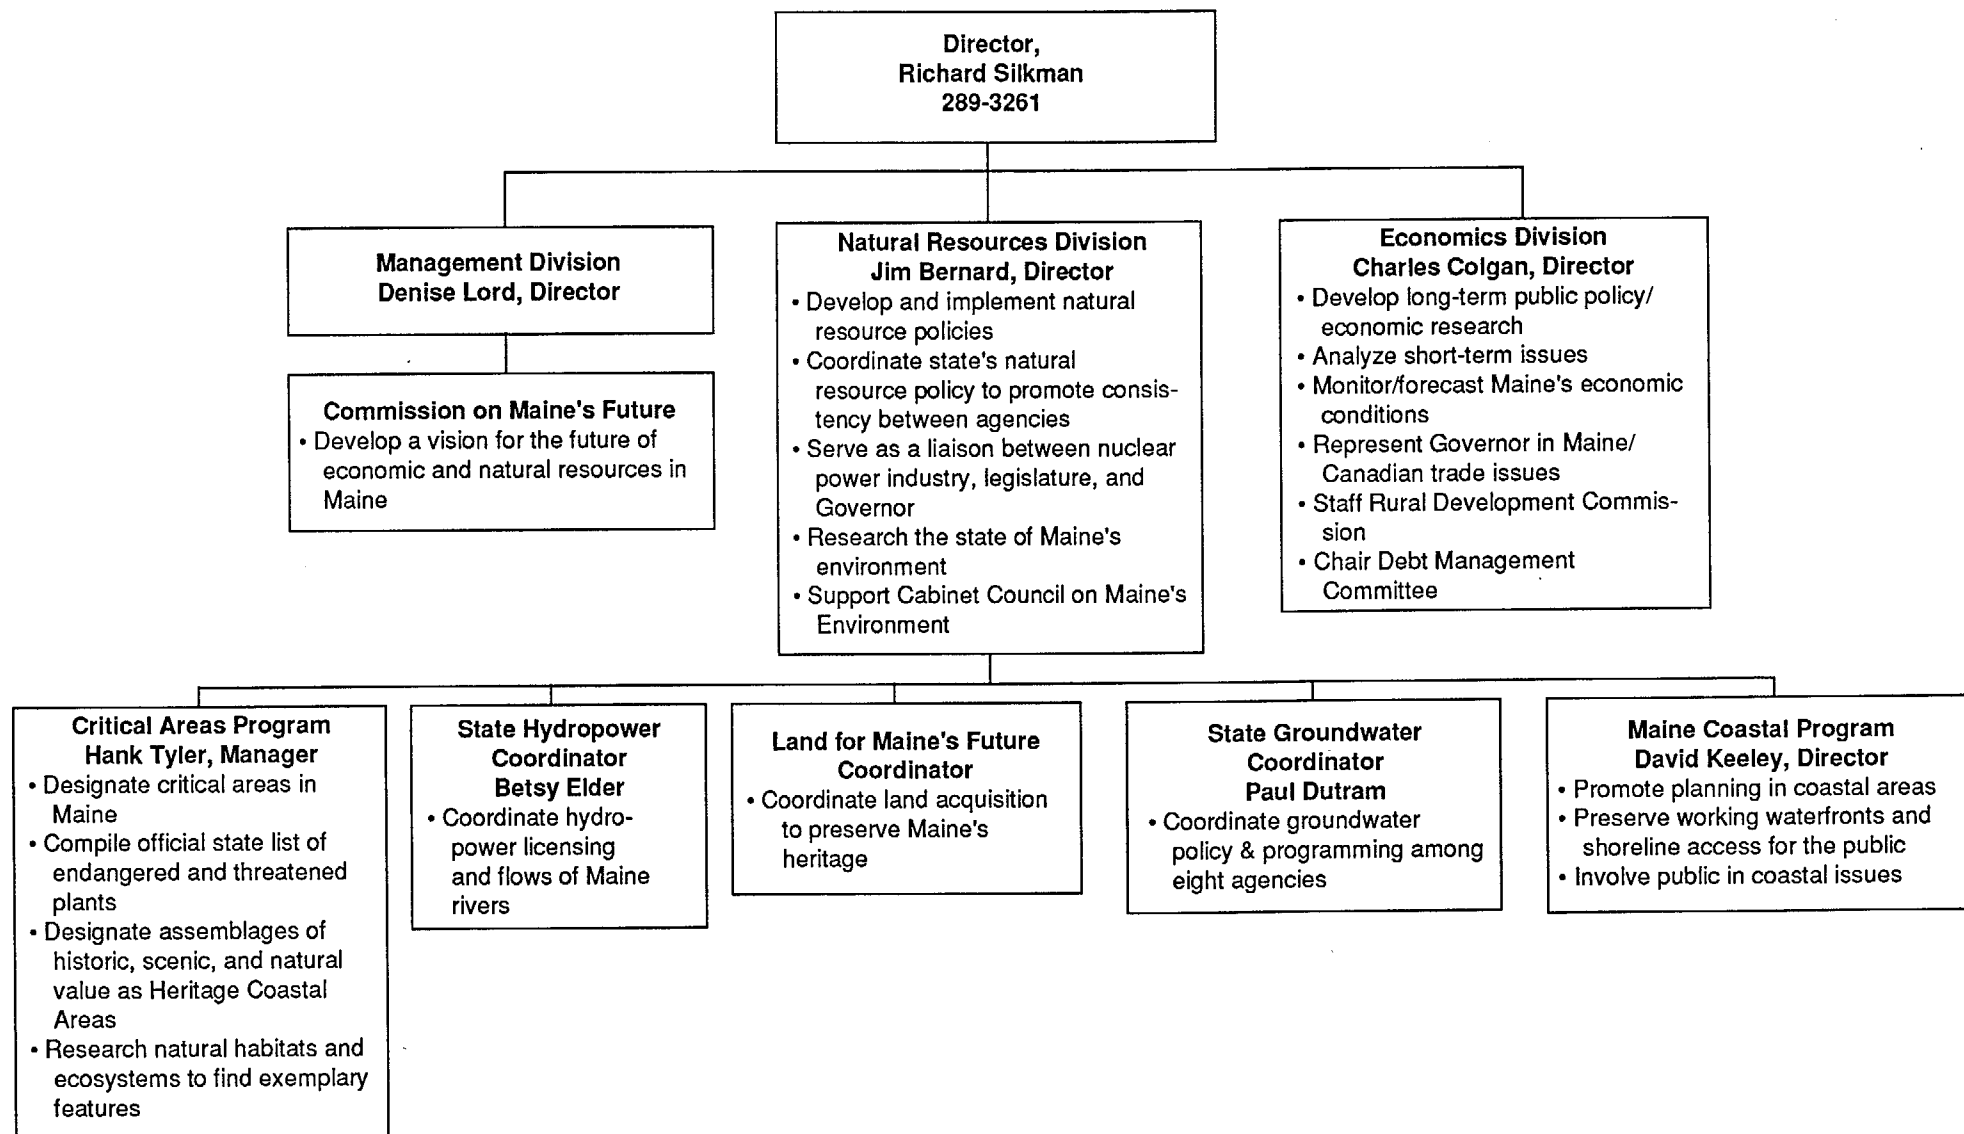 Director,
Richard Silkman
289-3261
Management Division
Denise Lord, Director
Commission on Maine's Future
• Develop a vision for the future of
economic and natural resources in
Maine
Natural Resources Division
Jim Bernard, Director
• Develop and implement natural
resource policies
• Coordinate state's natural
resource policy to promote consis-
tency between agencies
• Serve as a liaison between nuclear
power industry, legislature, and
Governor
• Research the state of Maine's
environment
• Support Cabinet Council on Maine's
Environment
Economics Division
Charles Colgan, Director
• Develop long-term public policy/
economic research
• Analyze short-term issues
• Monitor/forecast Maine's economic
conditions
• Represent Governor in Maine/
Canadian trade issues
• Staff Rural Development Commis-
sion
• Chair Debt Management
Committee
Critical Areas Program
Hank Tyler, Manager
• Designate critical areas in
Maine
• Compile official state list of
endangered and threatened
plants
• Designate assemblages of
historic, scenic, and natural
value as Heritage Coastal
Areas
• Research natural habitats and
ecosystems to find exemplary
features
State Hydropower
Coordinator
Betsy Elder
• Coordinate hydro-
power licensing
and flows of Maine
rivers
Land for Maine's Future
Coordinator
• Coordinate land acquisition
to preserve Maine's
heritage
State Groundwater
Coordinator
Paul Dutram
• Coordinate groundwater
policy & programming among
eight agencies
Maine Coastal Program
David Keeley, Director
• Promote planning in coastal areas
• Preserve working waterfronts and
shoreline access for the public
• Involve public in coastal issues